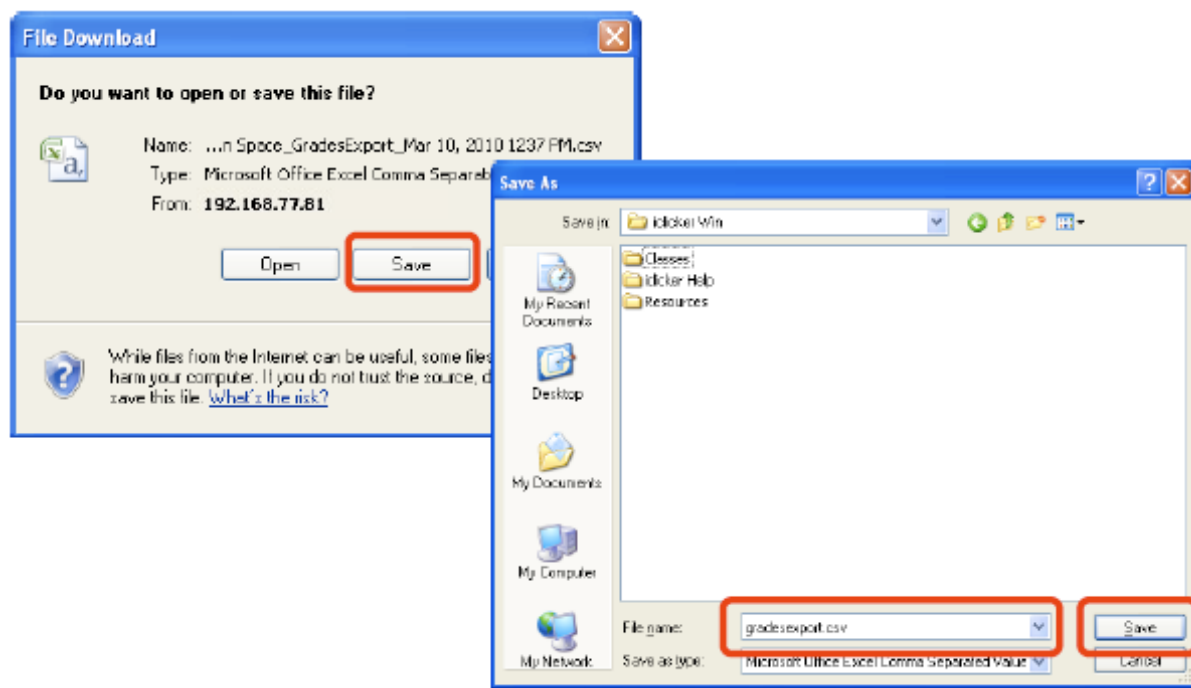 File Download
Do you want to open or save this file?
Name: ...n Space_GradesExport_Mar 10, 2010 1237 PM.csv
Type: Microsoft Office Excel Comma Separat
From: 192.168.77.81
Open Save
While files from the Internet can be useful, some files
harm your computer. If you do not trust the source, d
save this file. What's the risk?
Save As
Save in: iclicker Win
Classes
iclicker Help
Resources
My Recent
Documents
Desktop
My Documents
My Computer
My Network
File name: gradesexport.csv Save
Save as type: Microsoft Office Excel Comma Separated Value Cancel